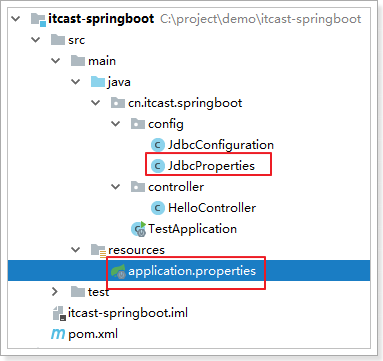 itcast-springboot C:\project\demo\itcast-springboot
src
main
java
cn.itcast.springboot
config
JdbcConfiguration
JdbcProperties
controller
HelloController
TestApplication
resources
application.properties
test
itcast-springboot.iml
m pom.xml